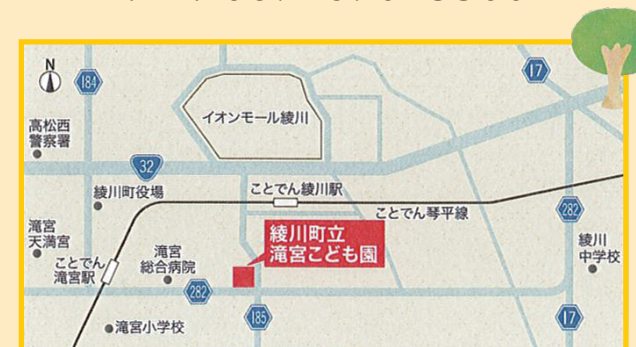 N
184
17
イオンモール綾川
高松西
警察署
32
綾川町役場
ことでん綾川駅
ことでん琴平線
282
滝宮
天満宮
綾川町立
滝宮こども園
綾川
中学校
ことでん
滝宮駅
滝宮
総合病院
282
185
17
滝宮小学校